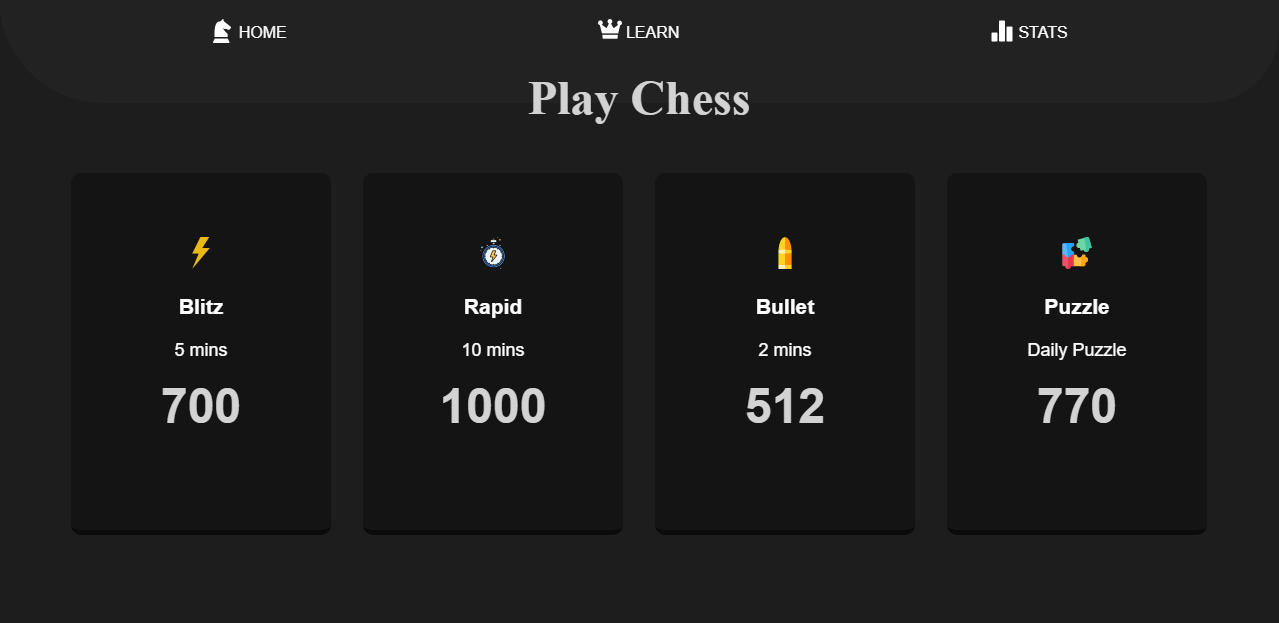 HOME
LEARN
STATS
Play Chess
Blitz
5 mins
700
Rapid
10 mins
1000
Bullet
2 mins
512
Puzzle
Daily Puzzle
770